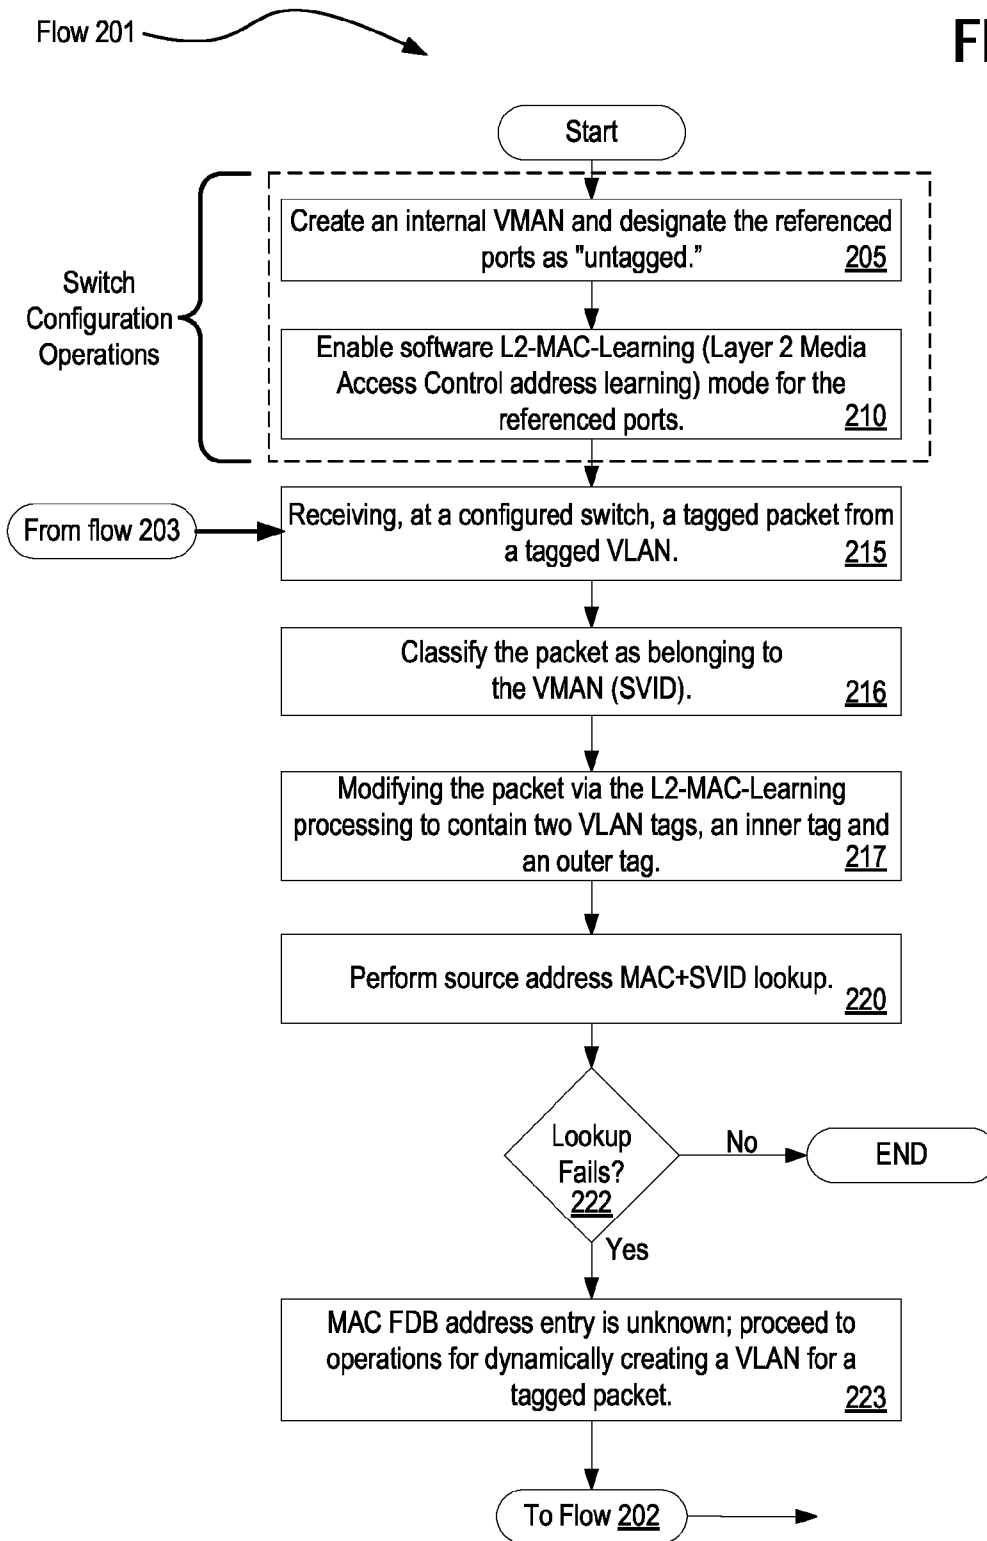 Flow 201
Start
Create an internal VMAN and designate the referenced
ports as "untagged.”
205
Switch
Configuration
Operations
Enable software L2-MAC-Learning (Layer 2 Media
Access Control address learning) mode for the
referenced ports.
210
From flow 203
Receiving, at a configured switch, a tagged packet from
a tagged VLAN.
215
Classify the packet as belonging to
the VMAN (SVID).
216
Modifying the packet via the L2-MAC-Learning
processing to contain two VLAN tags, an inner tag and
an outer tag.
217
Perform source address MAC+SVID lookup.
220
Lookup
Fails?
222
No
END
Yes
MAC FDB address entry is unknown; proceed to
operations for dynamically creating a VLAN for a
tagged packet.
223
To Flow 202